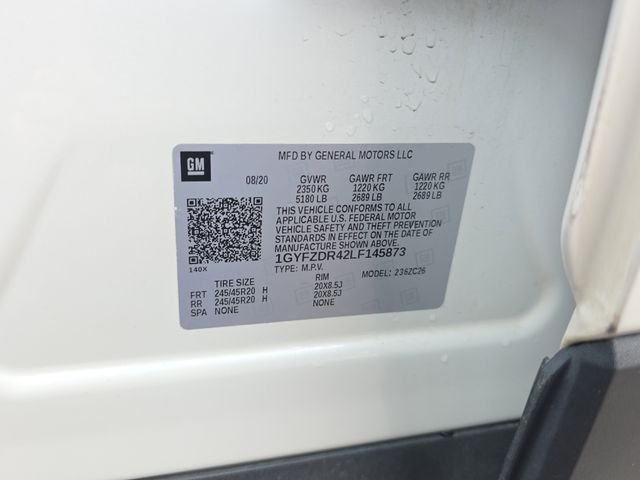 GM
MFD BY GENERAL MOTORS LLC
08/20 GVWR GAWR FRT GAWR RR
2350 KG 1220 KG 1220 KG
5180 LB 2689 LB 2689 LB
THIS VEHICLE CONFORMS TO ALL
APPLICABLE U.S. FEDERAL MOTOR
VEHICLE SAFETY AND THEFT PREVENTION
STANDARDS IN EFFECT ON THE DATE OF
MANUFACTURE SHOWN ABOVE.
1GYFZDR42LF145873
140X TYPE: M.P.V. MODEL: 236ZC26
TIRE SIZE RIM
FRT 245/45R20 H 20X8.5J
RR 245/45R20 H 20X8.5J
SPA NONE NONE